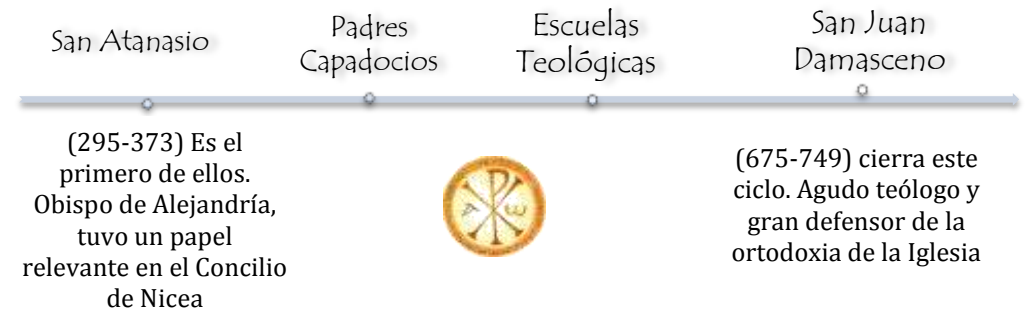 San Atanasio
Padres
Capadocios
Escuelas
Teológicas
San Juan
Damasceno
(295-373) Es el
primero de ellos.
Obispo de Alejandría,
tuvo un papel
relevante en el Concilio
de Nicea
(675-749) cierra este
ciclo. Agudo teólogo y
gran defensor de la
ortodoxia de la Iglesia